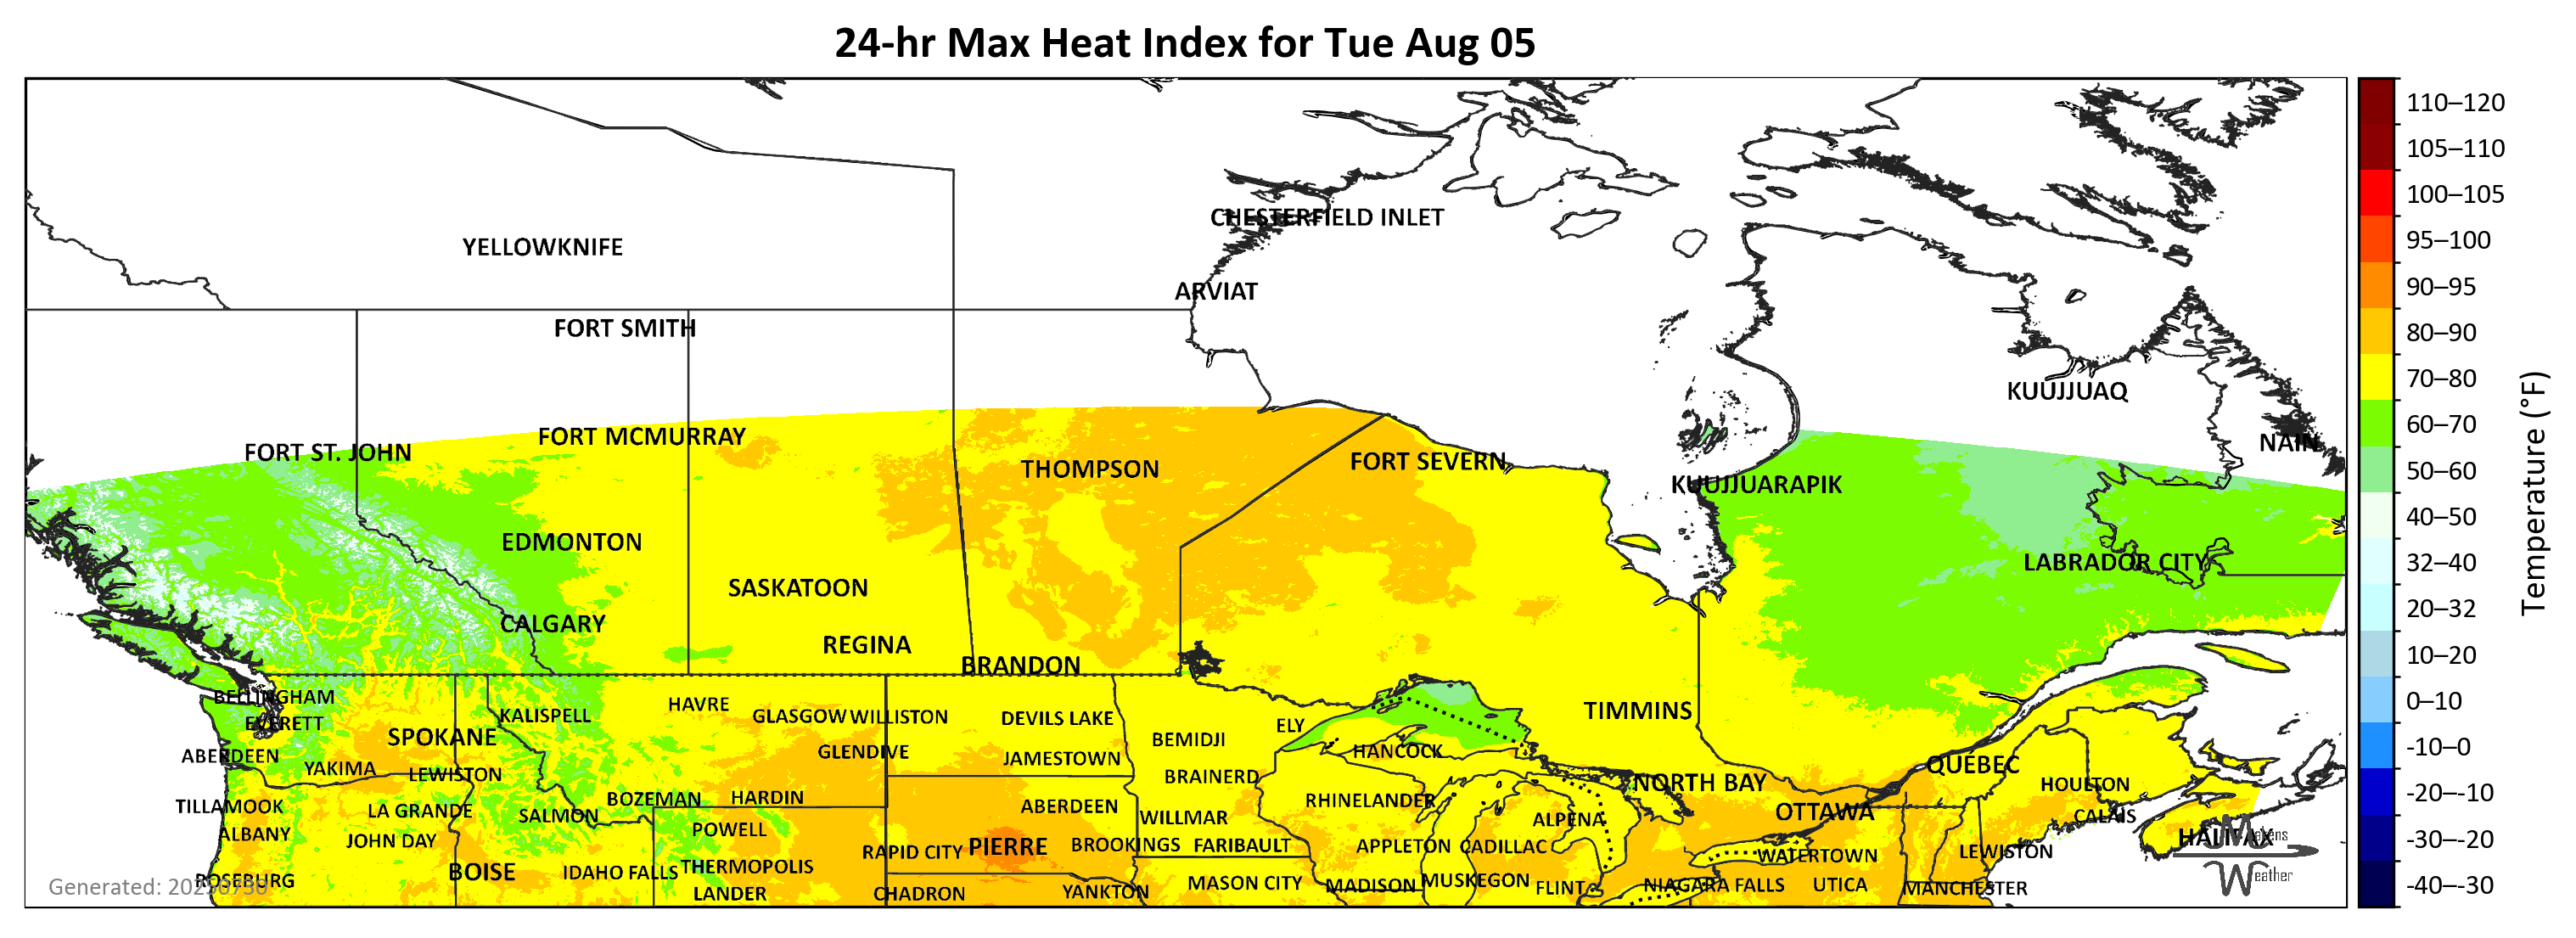 24-hr Max Heat Index for Tue Aug 05
CHESTERFIELD INLET
YELLOWKNIFE
ARVIAT
FORT SMITH
KUUJJUAQ
FORT MCMURRAY
NAIN
FORT ST. JOHN
FORT SEVERN
THOMPSON
KUUJJUARAPIK
EDMONTON
LABRADOR CITY
SASKATOON
CALGARY
REGINA
BRANDON
BELLINGHAM
HAVRE
TIMMINS
KALISPELL
GLASGOW WILLISTON
DEVILS LAKE
EVERETT
ELY
SPOKANE
BEMIDJI
GLENDIVE
HANCOCK
ABERDEEN
JAMESTOWN
QUÉBEC
YAKIMA
LEWISTON
BRAINERD
NORTH BAY
HOULTON
BOZEMAN
HARDIN
RHINELANDER
TILLAMOOK
ABERDEEN
LA GRANDE
SALMON
WILLMAR
ALPENA
OTTAWA
CALAIS
ALBANY
POWELL
HALIFAX
Makens
JOHN DAY
PIERRE
BROOKINGS
FARIBAULT
APPLETON
CADILLAC
RAPID CITY
WATERTOWN
LEWISTON
BOISE
IDAHO FALLS
THERMOPOLIS
Weather
ROSEBURG
MASON CITY
MADISON
MUSKEGON
FLINT
NIAGARA FALLS
UTICA
MANCHESTER
LANDER
CHADRON
YANKTON
Generated: 20250730
110–120
105–110
100–105
95–100
90–95
80–90
70–80
60–70
50–60
40–50
32–40
20–32
10–20
0–10
-10–0
-20–-10
-30–-20
-40–-30
Temperature (°F)